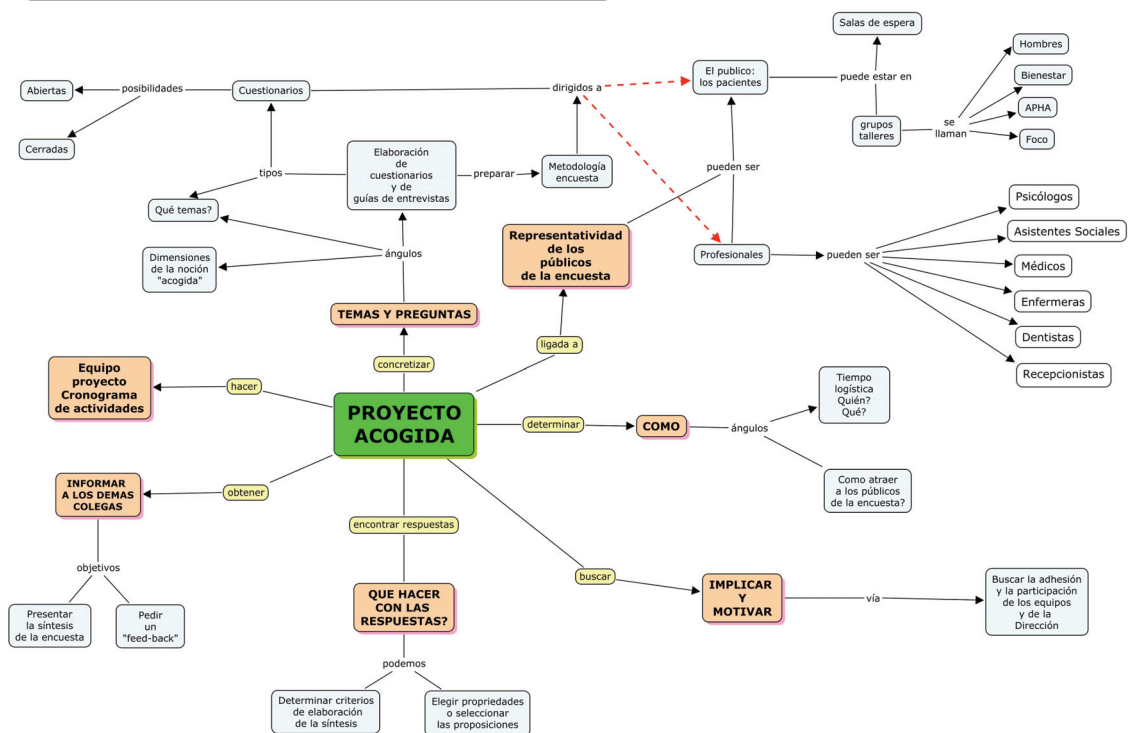 Salas de espera
Hombres
El publico:
los pacientes
puede estar en
Bienestar
Abiertas
posibilidades
Cuestionarios
dirigidos a
APHA
grupos
talleres
se
llaman
Foco
Cerradas
Elaboración
de
cuestionarios
y de
guías de entrevistas
preparar
Metodología
encuesta
pueden ser
tipos
Qué temas?
Psicólogos
Representatividad
de los
públicos
de la encuesta
Asistentes Sociales
Dimensiones
de la noción
"acogida"
ángulos
Profesionales
pueden ser
Médicos
Enfermeras
TEMAS Y PREGUNTAS
Dentistas
ligada a
concretizar
Recepcionistas
Equipo
proyecto
Cronograma
de actividades
hacer
Tiempo
logística
Quién?
Qué?
PROYECTO
ACOGIDA
determinar
COMO
ángulos
INFORMAR
A LOS DEMAS
COLEGAS
obtener
Como atraer
a los públicos
de la encuesta?
encontrar respuestas
objetivos
buscar
IMPLICAR
Y
MOTIVAR
vía
Buscar la adhesión
y la participación
de los equipos
y de la
Dirección
Presentar
la síntesis
de la encuesta
Pedir
un
"feed-back"
QUE HACER
CON LAS
RESPUESTAS?
podemos
Determinar criterios
de elaboración
de la síntesis
Elegir propriedades
o seleccionar
las proposiciones